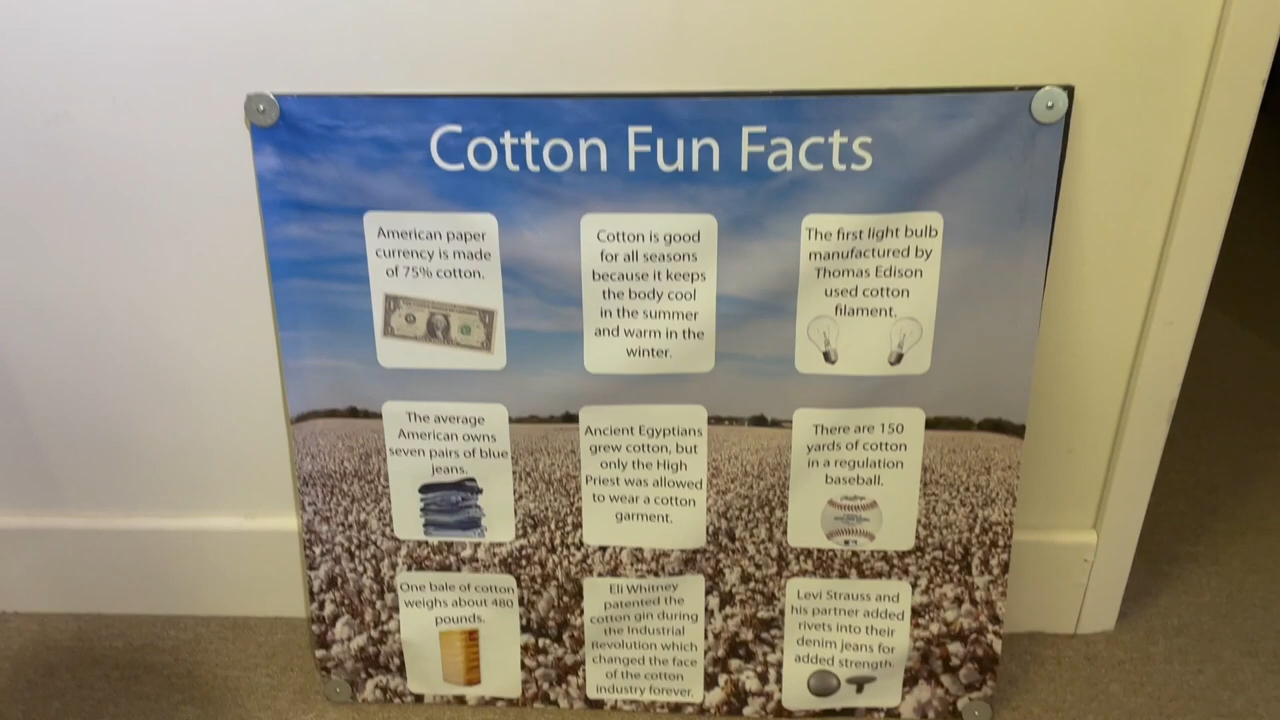 Cotton Fun Facts
American paper
currency is made
of 75% cotton.
Cotton is good
for all seasons
because it keeps
the body cool
in the summer
and warm in the
winter.
The first light bulb
manufactured by
Thomas Edison
used cotton
filament.
The average
American owns
seven pairs of blue
jeans.
Ancient Egyptians
grew cotton, but
only the High
Priest was allowed
to wear a cotton
garment.
There are 150
yards of cotton
in a regulation
baseball.
Rawlings
One bale of cotton
weighs about 480
pounds.
Eli Whitney
patented the
cotton gin during
the Industrial
Revolution which
changed the face
of the cotton
industry forever.
Levi Strauss and
his partner added
rivets into their
denim jeans for
added strength.